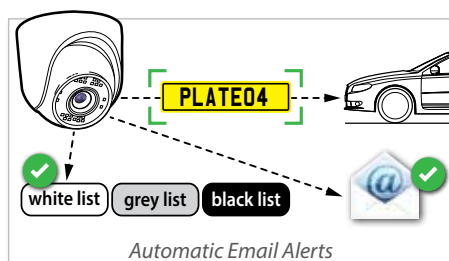 PLATE04
white list
grey list
black list
@
Automatic Email Alerts